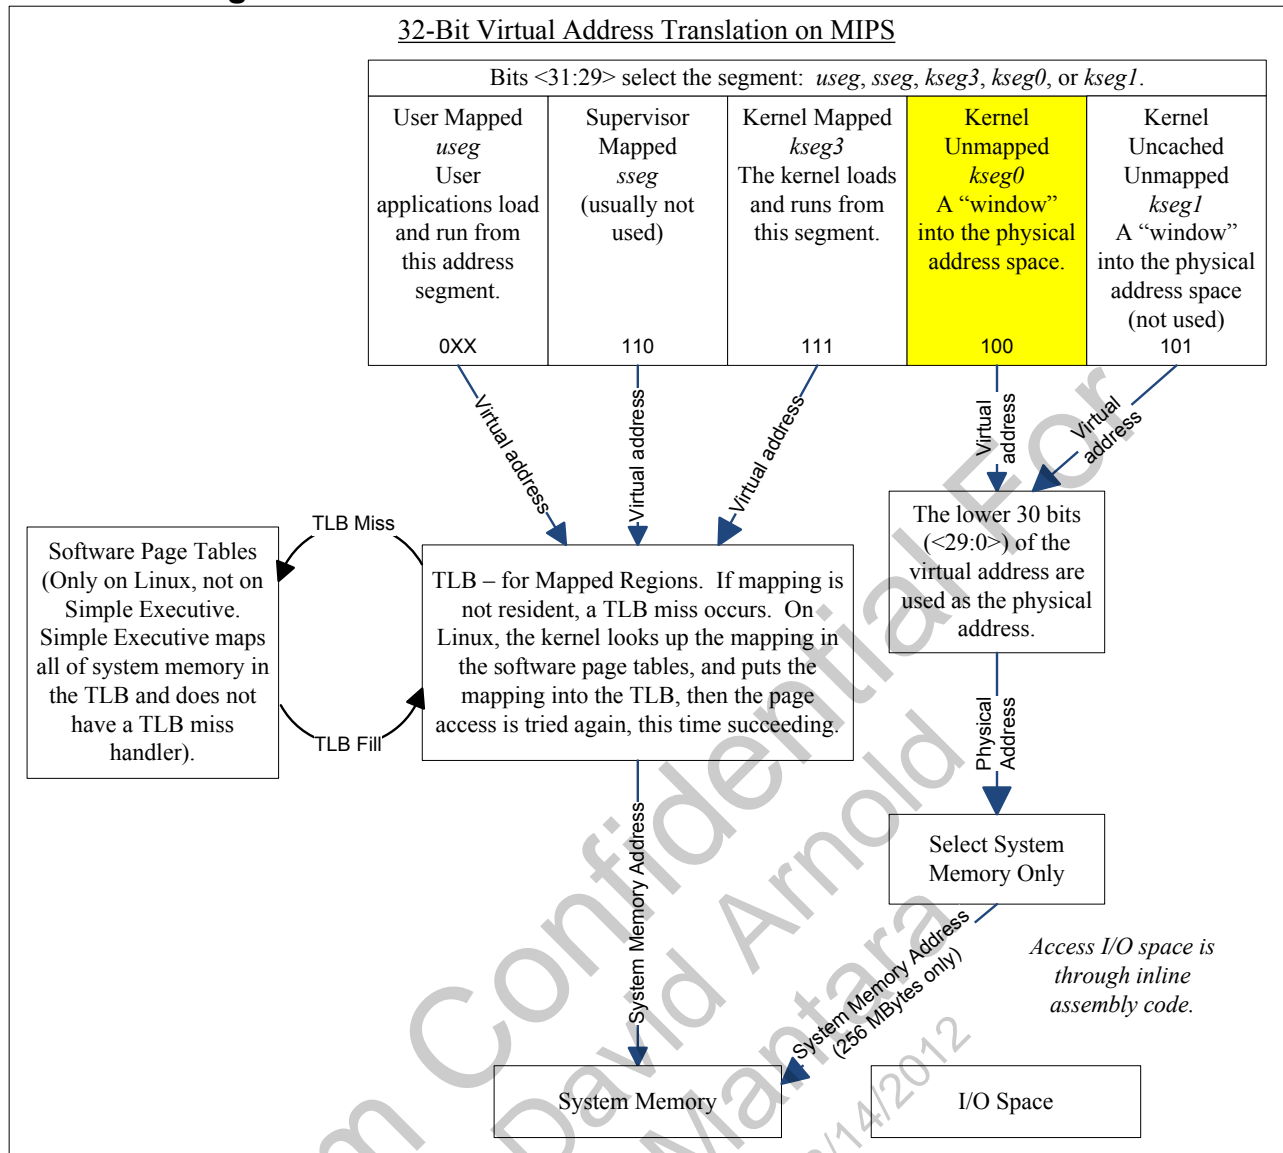 32-Bit Virtual Address Translation on MIPS
Bits <31:29> select the segment: useg, sseg, kseg3, kseg0, or kseg1.
User Mapped
useg
User
applications load
and run from
this address
segment.
0XX
Supervisor
Mapped
sseg
(usually not
used)
110
Kernel Mapped
kseg3
The kernel loads
and runs from
this segment.
111
Kernel
Unmapped
kseg0
A “window”
into the physical
address space.
100
Kernel
Uncached
Unmapped
kseg1
A “window”
into the physical
address space
(not used)
101
Virtual address
Virtual address
Virtual address
Virtual
address
Virtual
address
TLB Miss
Software Page Tables
(Only on Linux, not on
Simple Executive.
Simple Executive maps
all of system memory in
the TLB and does not
have a TLB miss
handler).
TLB Fill
TLB – for Mapped Regions. If mapping is
not resident, a TLB miss occurs. On
Linux, the kernel looks up the mapping in
the software page tables, and puts the
mapping into the TLB, then the page
access is tried again, this time succeeding.
The lower 30 bits
(<29:0>) of the
virtual address are
used as the physical
address.
Physical
Address
Select System
Memory Only
System Memory Address
System Memory Address
(256 MBytes only)
Access I/O space is
through inline
assembly code.
System Memory
I/O Space
Confidential For
David Arnold
Mantara
/14/2012